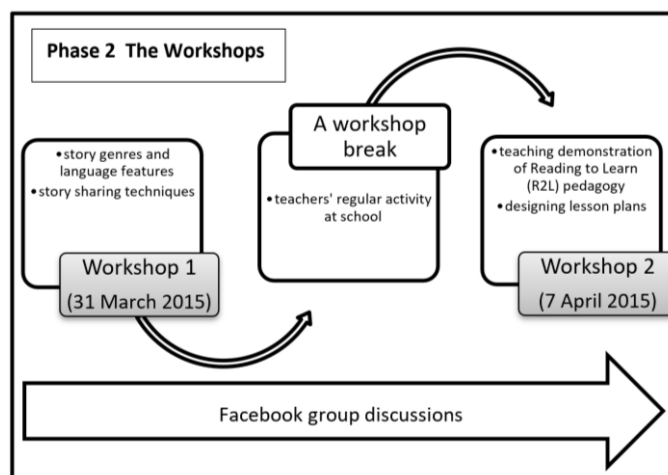 Phase 2 The Workshops
• story genres and
language features
• story sharing techniques
Workshop 1
(31 March 2015)
A workshop
break
• teachers' regular activity
at school
• teaching demonstration
of Reading to Learn
(R2L) pedagogy
• designing lesson plans
Workshop 2
(7 April 2015)
Facebook group discussions